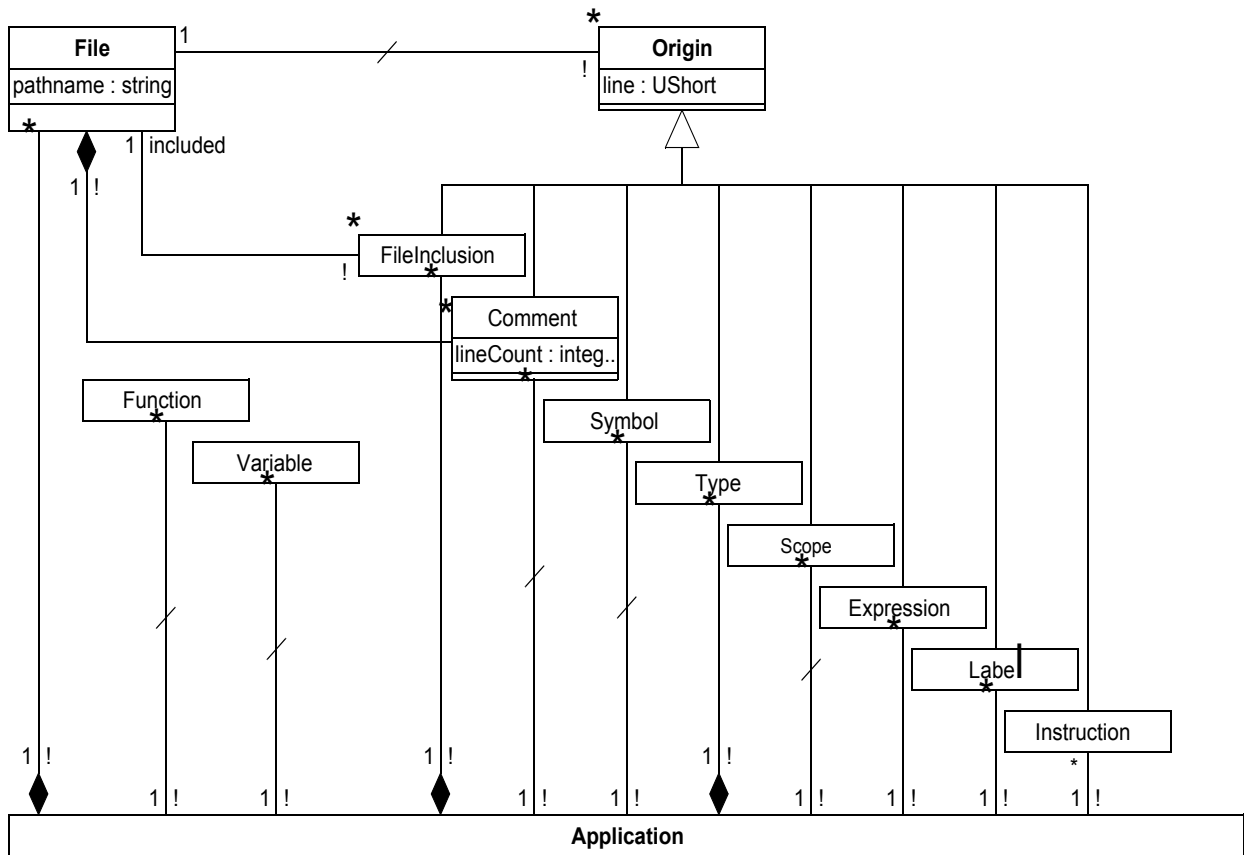 1
*
File
Origin
!
pathname : string
line : UShort
*
1 included
1 !
*
FileInclusion
!
*
*
Comment
lineCount : integ..
*
Function
*
Symbol
*
Variable
*
Type
*
Scope
*
Expression
*
Label
*
Instruction
*
1 !
1 !
1 !
1 !
1 !
1 !
1 !
1 !
1 !
1 !
1 !
Application